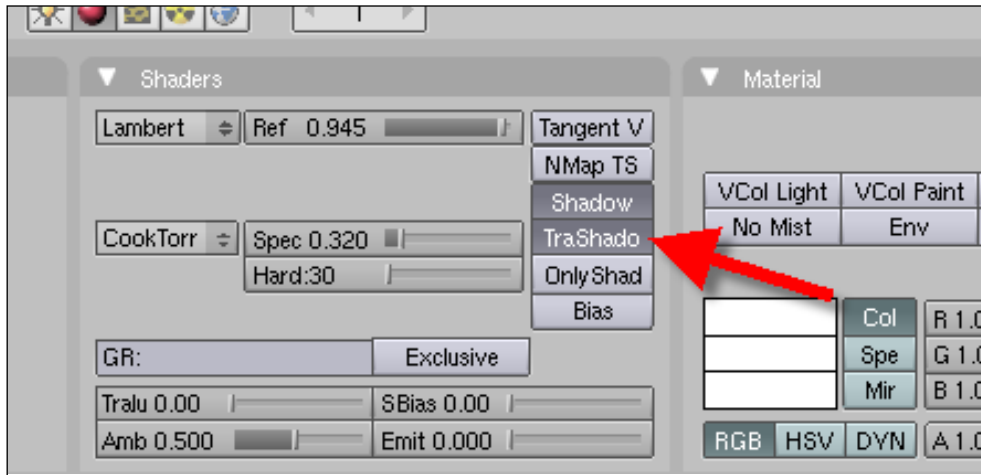 1
Shaders
Material
Lambert
Ref 0.945
Tangent V
NMap TS
Shadow
CookTorr
Spec 0.320
TraShado
Hard:30
OnlyShad
Bias
GR:
Exclusive
Tralu 0.00
SBias 0.00
Amb 0.500
Emit 0.000
VCol Light
VCol Paint
No Mist
Env
Col
R 1.0
Spe
G 1.0
Mir
B 1.0
RGB
HSV
DYN
A 1.0